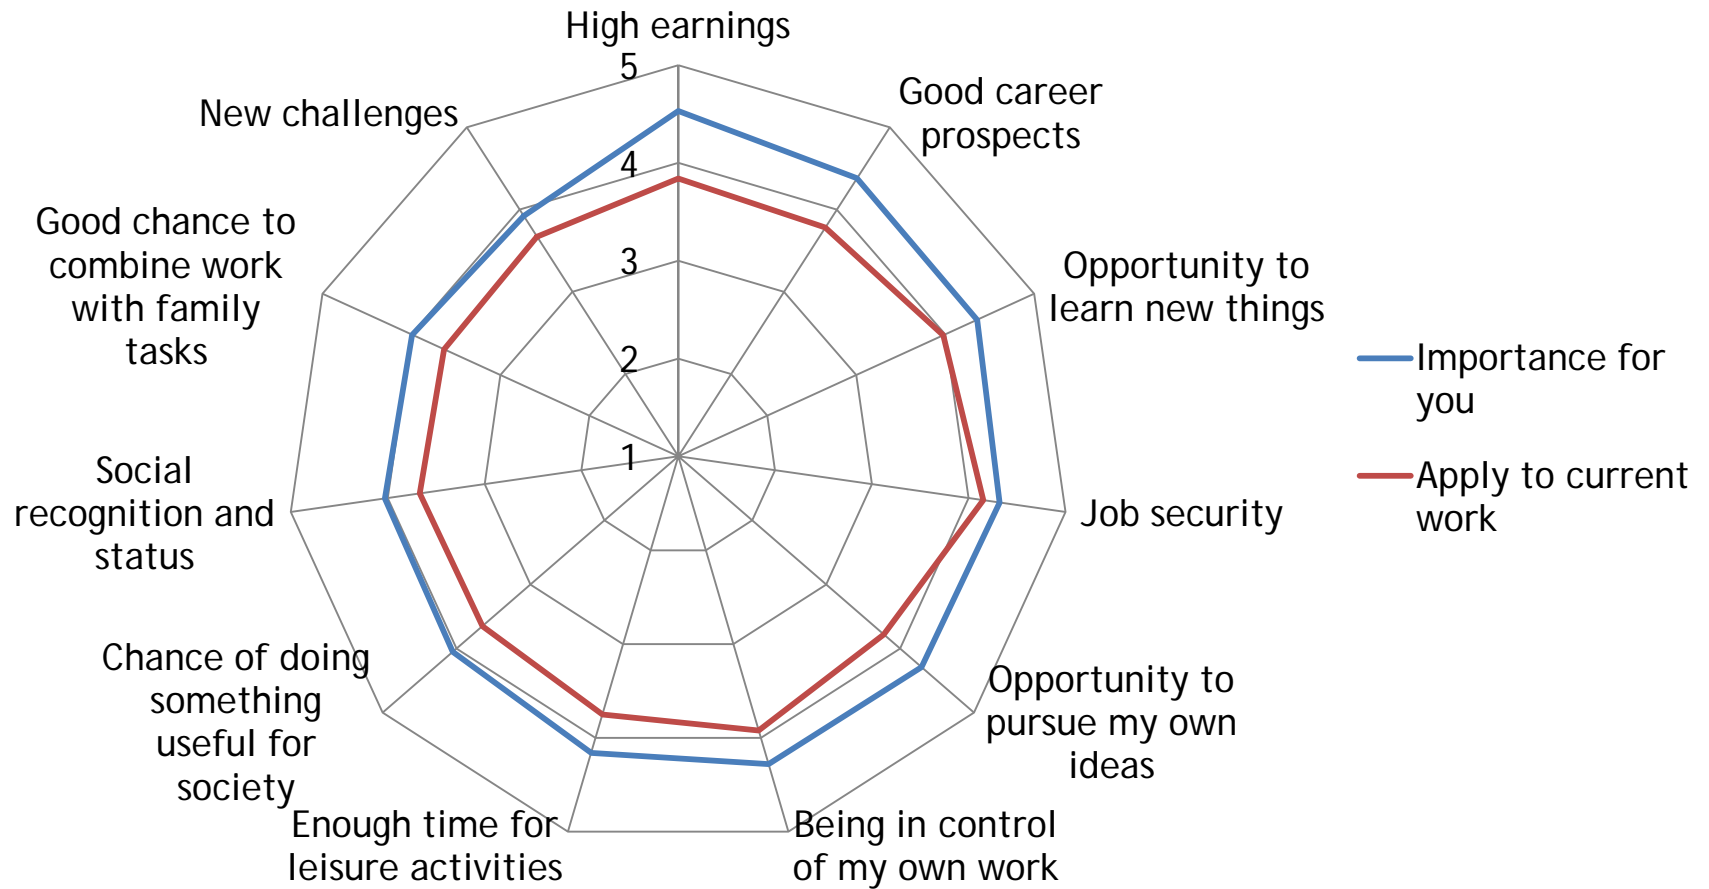 High earnings
5
Good career
prospects
New challenges
4
Good chance to
combine work
with family
tasks
3
Opportunity to
learn new things
2
Importance for
you
1
Social
recognition and
status
Job security
Apply to current
work
Chance of doing
something
useful for
society
Opportunity to
pursue my own
ideas
Enough time for
leisure activities
Being in control
of my own work